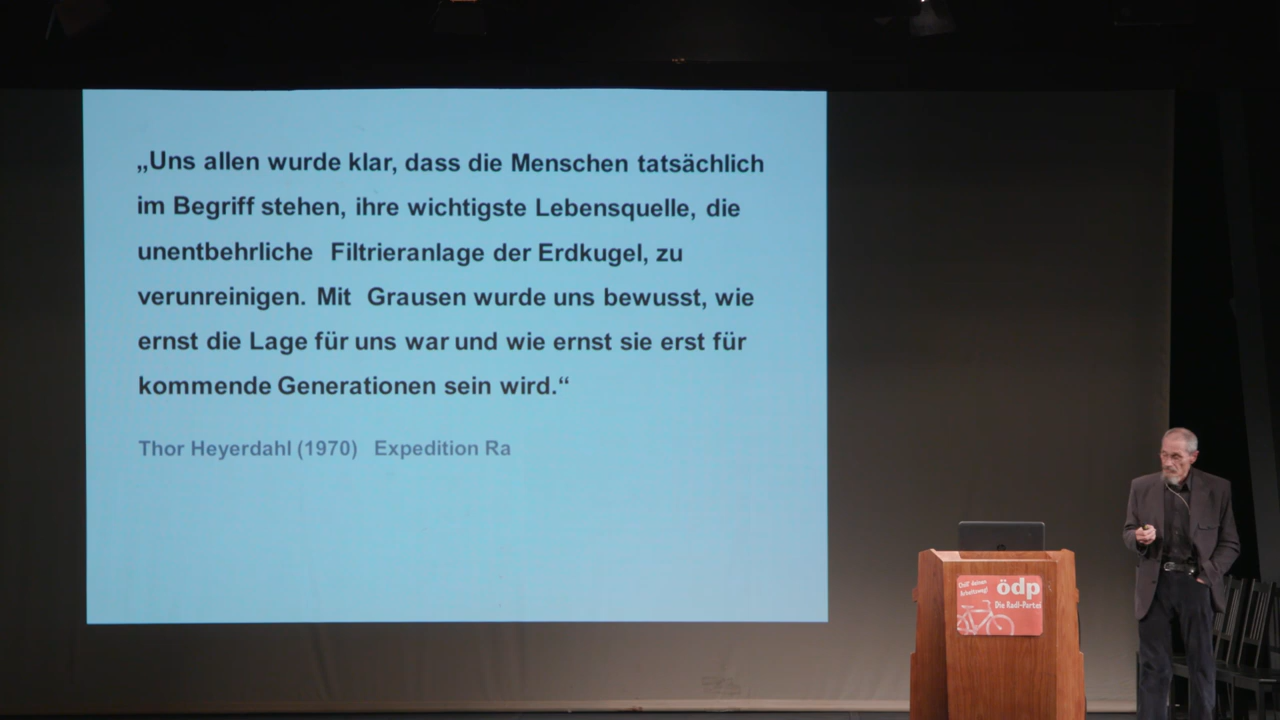 „Uns allen wurde klar, dass die Menschen tatsächlich
im Begriff stehen, ihre wichtigste Lebensquelle, die
unentbehrliche Filtrieranlage der Erdkugel, zu
verunreinigen. Mit Grausen wurde uns bewusst, wie
ernst die Lage für uns war und wie ernst sie erst für
kommende Generationen sein wird.“
Thor Heyerdahl (1970) Expedition Ra
ödp
Die Radl-Partei